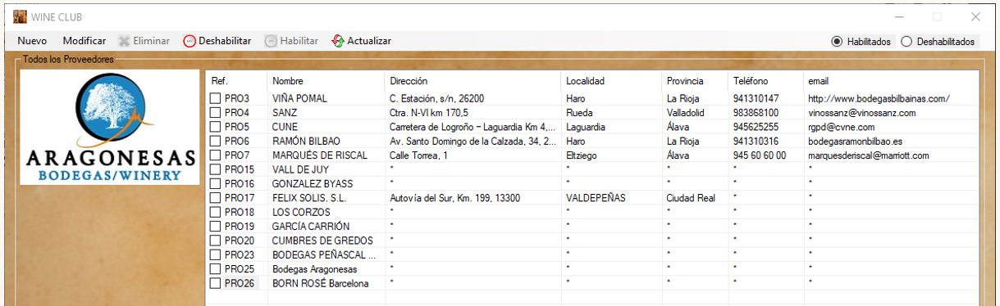 WINE CLUB
Nuevo Modificar Eliminar Deshabilitar Habilitar Actualizar Habilitados Deshabilitados
Todos los Proveedores
ARAGONESAS
BODEGAS/WINERY
Ref. Nombre Dirección Localidad Provincia Teléfono email
PRO3 VIÑA POMAL C. Estación, s/n, 26200 Haro La Rioja 941310147 http://www.bodegasbilbainas.com/
PRO4 SANZ Ctra. N-VI km 170,5 Rueda Valladolid 983868100 vinossanz@vinossanz.com
PRO5 CUNE Carretera de Logroño - Laguardia Km 4,... Laguardia Álava 945625255 rgpd@cvne.com
PRO6 RAMÓN BILBAO Av. Santo Domingo de la Calzada, 34, 2... Haro La Rioja 941310316 bodegasramonbilbao.es
PRO7 MARQUÉS DE RISCAL Calle Torrea, 1 Eltziego Álava 945 60 60 00 marquesderiscal@marriott.com
PRO15 VALL DE JUY * * * * *
PRO16 GONZALEZ BYASS * * * * *
PRO17 FELIX SOLIS. S.L. Autovía del Sur, Km. 199, 13300 VALDEPEÑAS Ciudad Real * *
PRO18 LOS CORZOS * * * * *
PRO19 GARCÍA CARRIÓN * * * * *
PRO20 CUMBRES DE GREDOS * * * * *
PRO23 BODEGAS PEÑASCAL ... * * * * *
PRO25 Bodegas Aragonesas * * * * *
PRO26 BORN ROSÉ Barcelona * * * * *